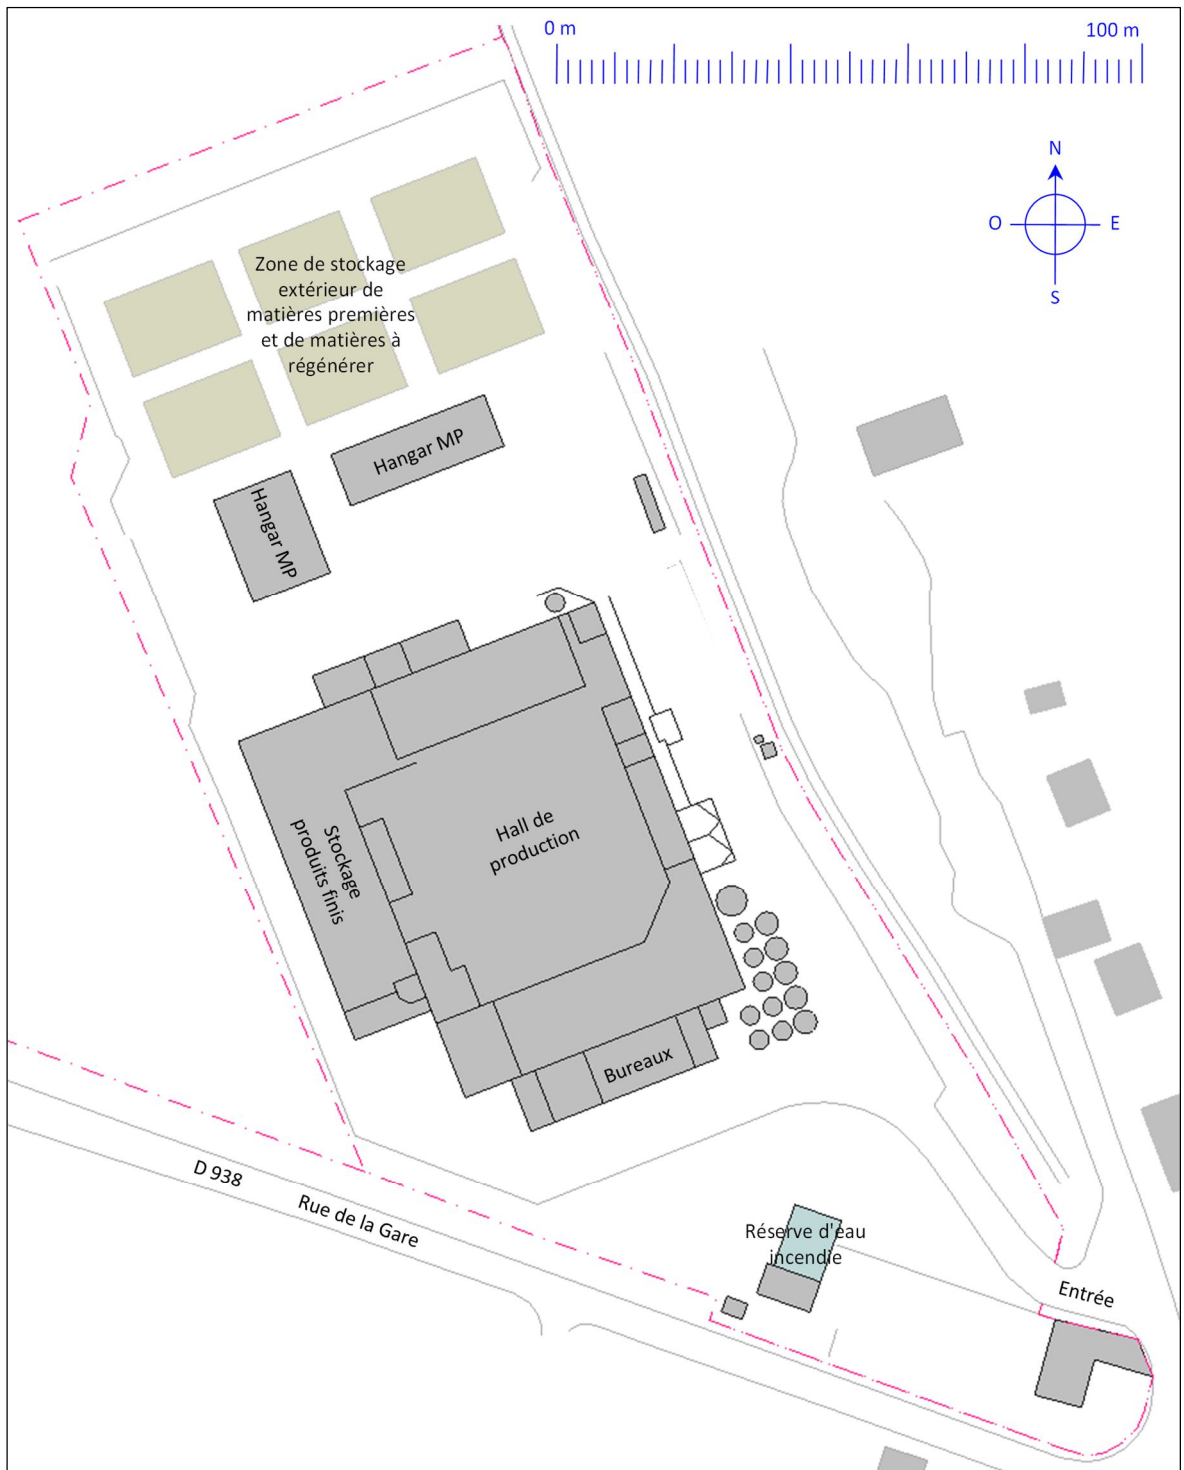 0 m
100 m
N
O
E
S
Zone de stockage
extérieur de
matières premières
et de matières à
régénérer
Hangar MP
Hangar MP
Hall de
production
Stockage
produits finis
Bureaux
D 938
Rue de la Gare
Réserve d'eau
incendie
Entrée